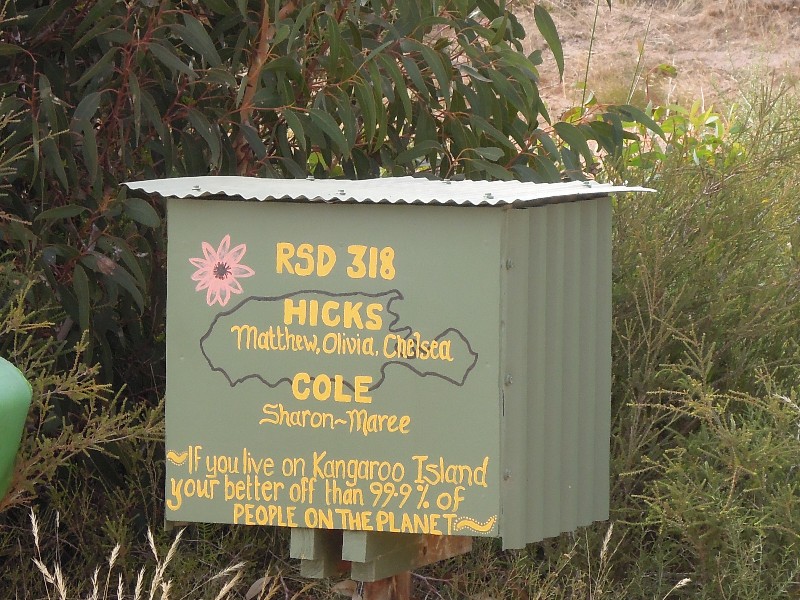 RSD 318
HICKS
Matthew, Olivia, Chelsea
COLE
Sharon~Maree
~If you live on Kangaroo Island
your better off than 99.9% of
PEOPLE ON THE PLANET~